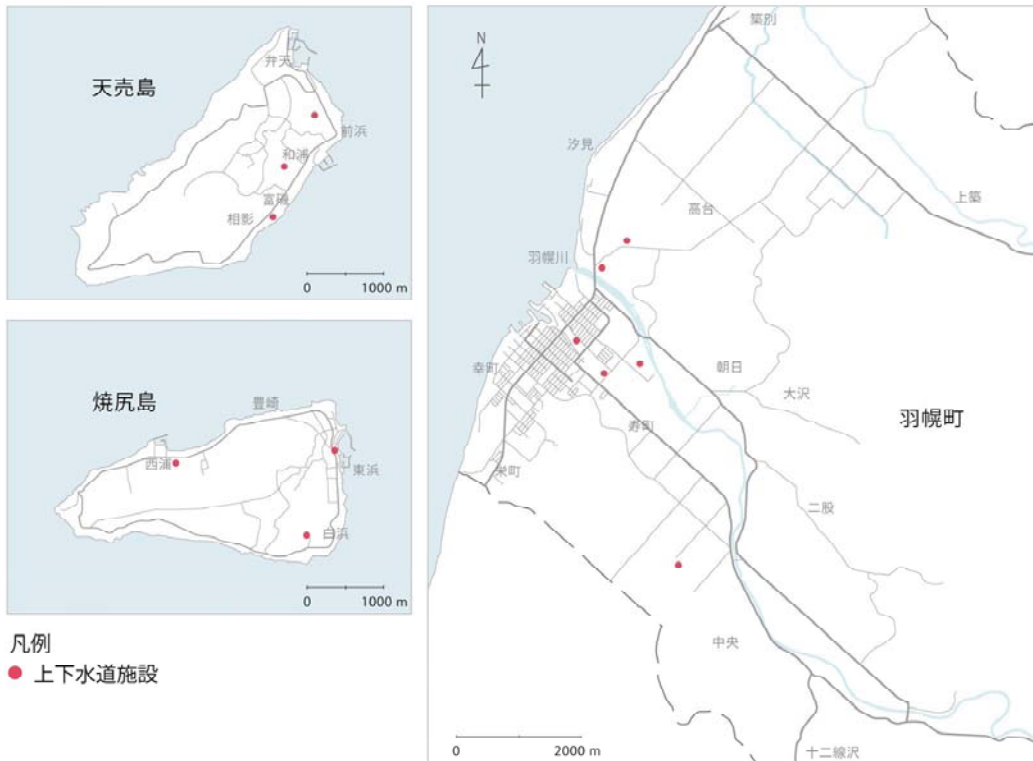 天売島
弁天
前浜
和浦
富磯
相影
0 1000 m
焼尻島
豊崎
西浦
東浜
白浜
0 1000 m
凡例
上下水道施設
N
築別
汐見
高台
上築
羽幌川
幸町
朝日
大沢
羽幌町
寿町
栄町
二股
中央
0 2000 m
十二線沢